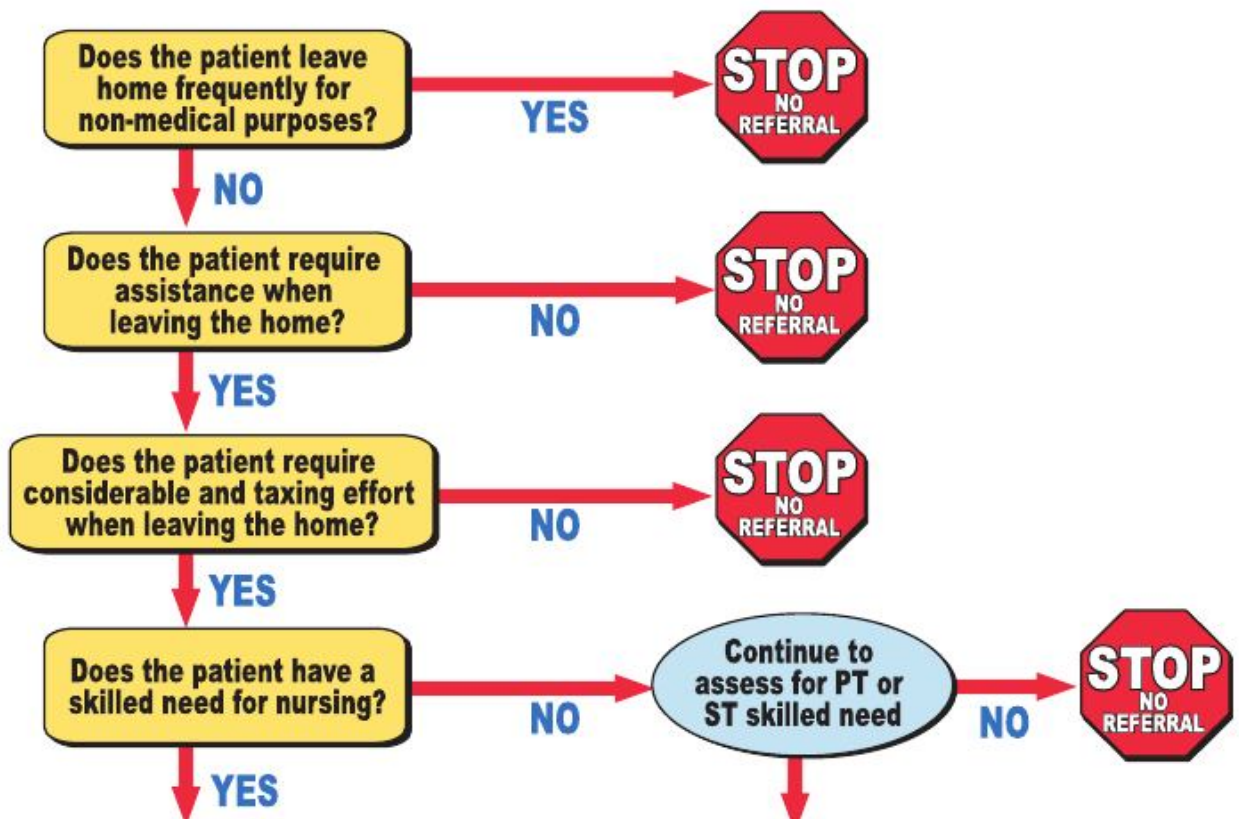 Does the patient leave
home frequently for
non-medical purposes?
YES
STOP
NO
REFERRAL
NO
Does the patient require
assistance when
leaving the home?
NO
STOP
NO
REFERRAL
YES
Does the patient require
considerable and taxing effort
when leaving the home?
NO
STOP
NO
REFERRAL
YES
Does the patient have a
skilled need for nursing?
NO
Continue to
assess for PT or
ST skilled need
NO
STOP
NO
REFERRAL
YES